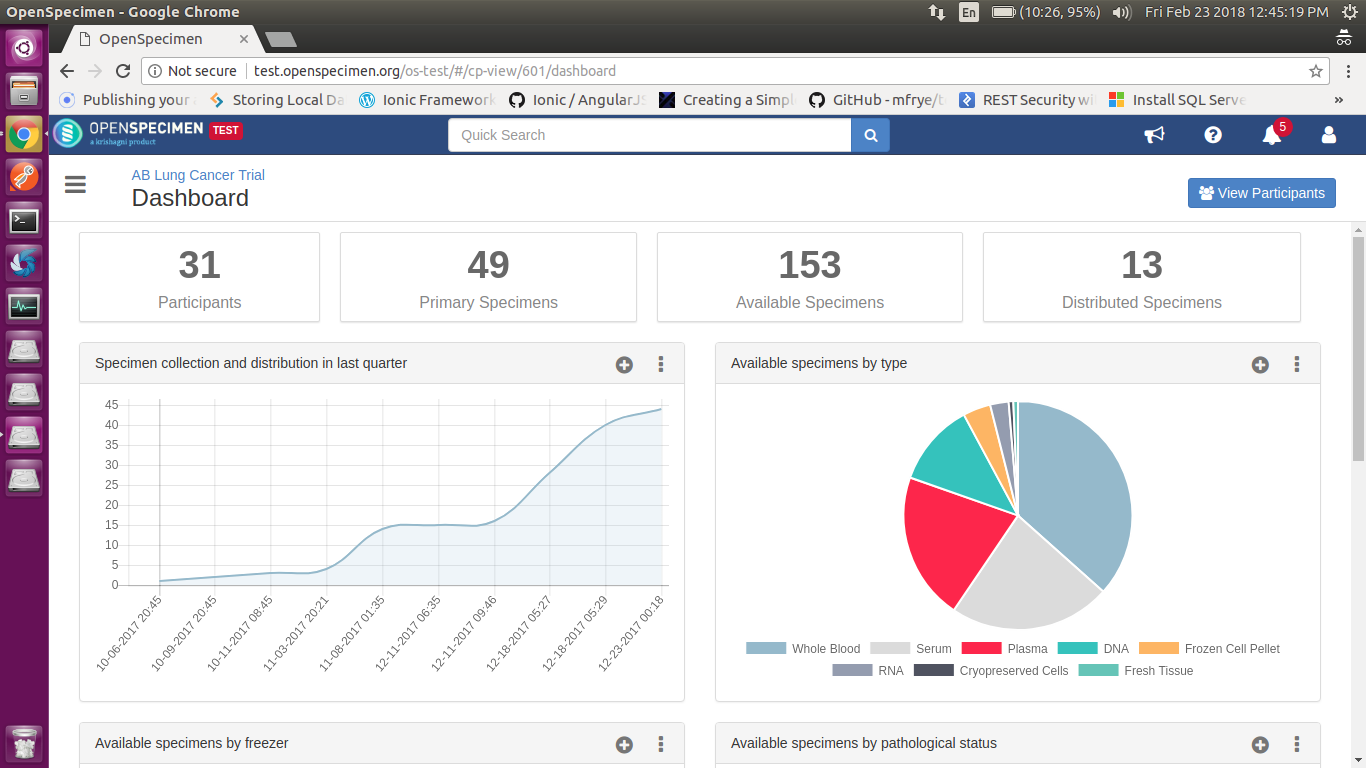 OpenSpecimen - Google Chrome
En (10:26, 95%) Fri Feb 23 2018 12:45:19 PM
OpenSpecimen
Not secure test.openspecimen.org/os-test/#/cp-view/601/dashboard
Publishing your Storing Local Da Ionic Framework Ionic / AngularJS Creating a Simpl GitHub - mfrye/t REST Security wi Install SQL Serve »
OPENSPECIMEN TEST
a krishagni product
Quick Search
5
AB Lung Cancer Trial
Dashboard
View Participants
31 49 153 13
Participants Primary Specimens Available Specimens Distributed Specimens
Specimen collection and distribution in last quarter
45
40
35
30
25
20
15
10
5
0
10-06-2017 20:45
10-09-2017 20:45
10-11-2017 08:45
11-03-2017 20:21
11-08-2017 01:35
12-11-2017 06:35
12-11-2017 09:46
12-18-2017 05:27
12-18-2017 05:29
12-23-2017 00:18
Available specimens by type
Whole Blood Serum Plasma DNA Frozen Cell Pellet
RNA Cryopreserved Cells Fresh Tissue
Available specimens by freezer
Available specimens by pathological status